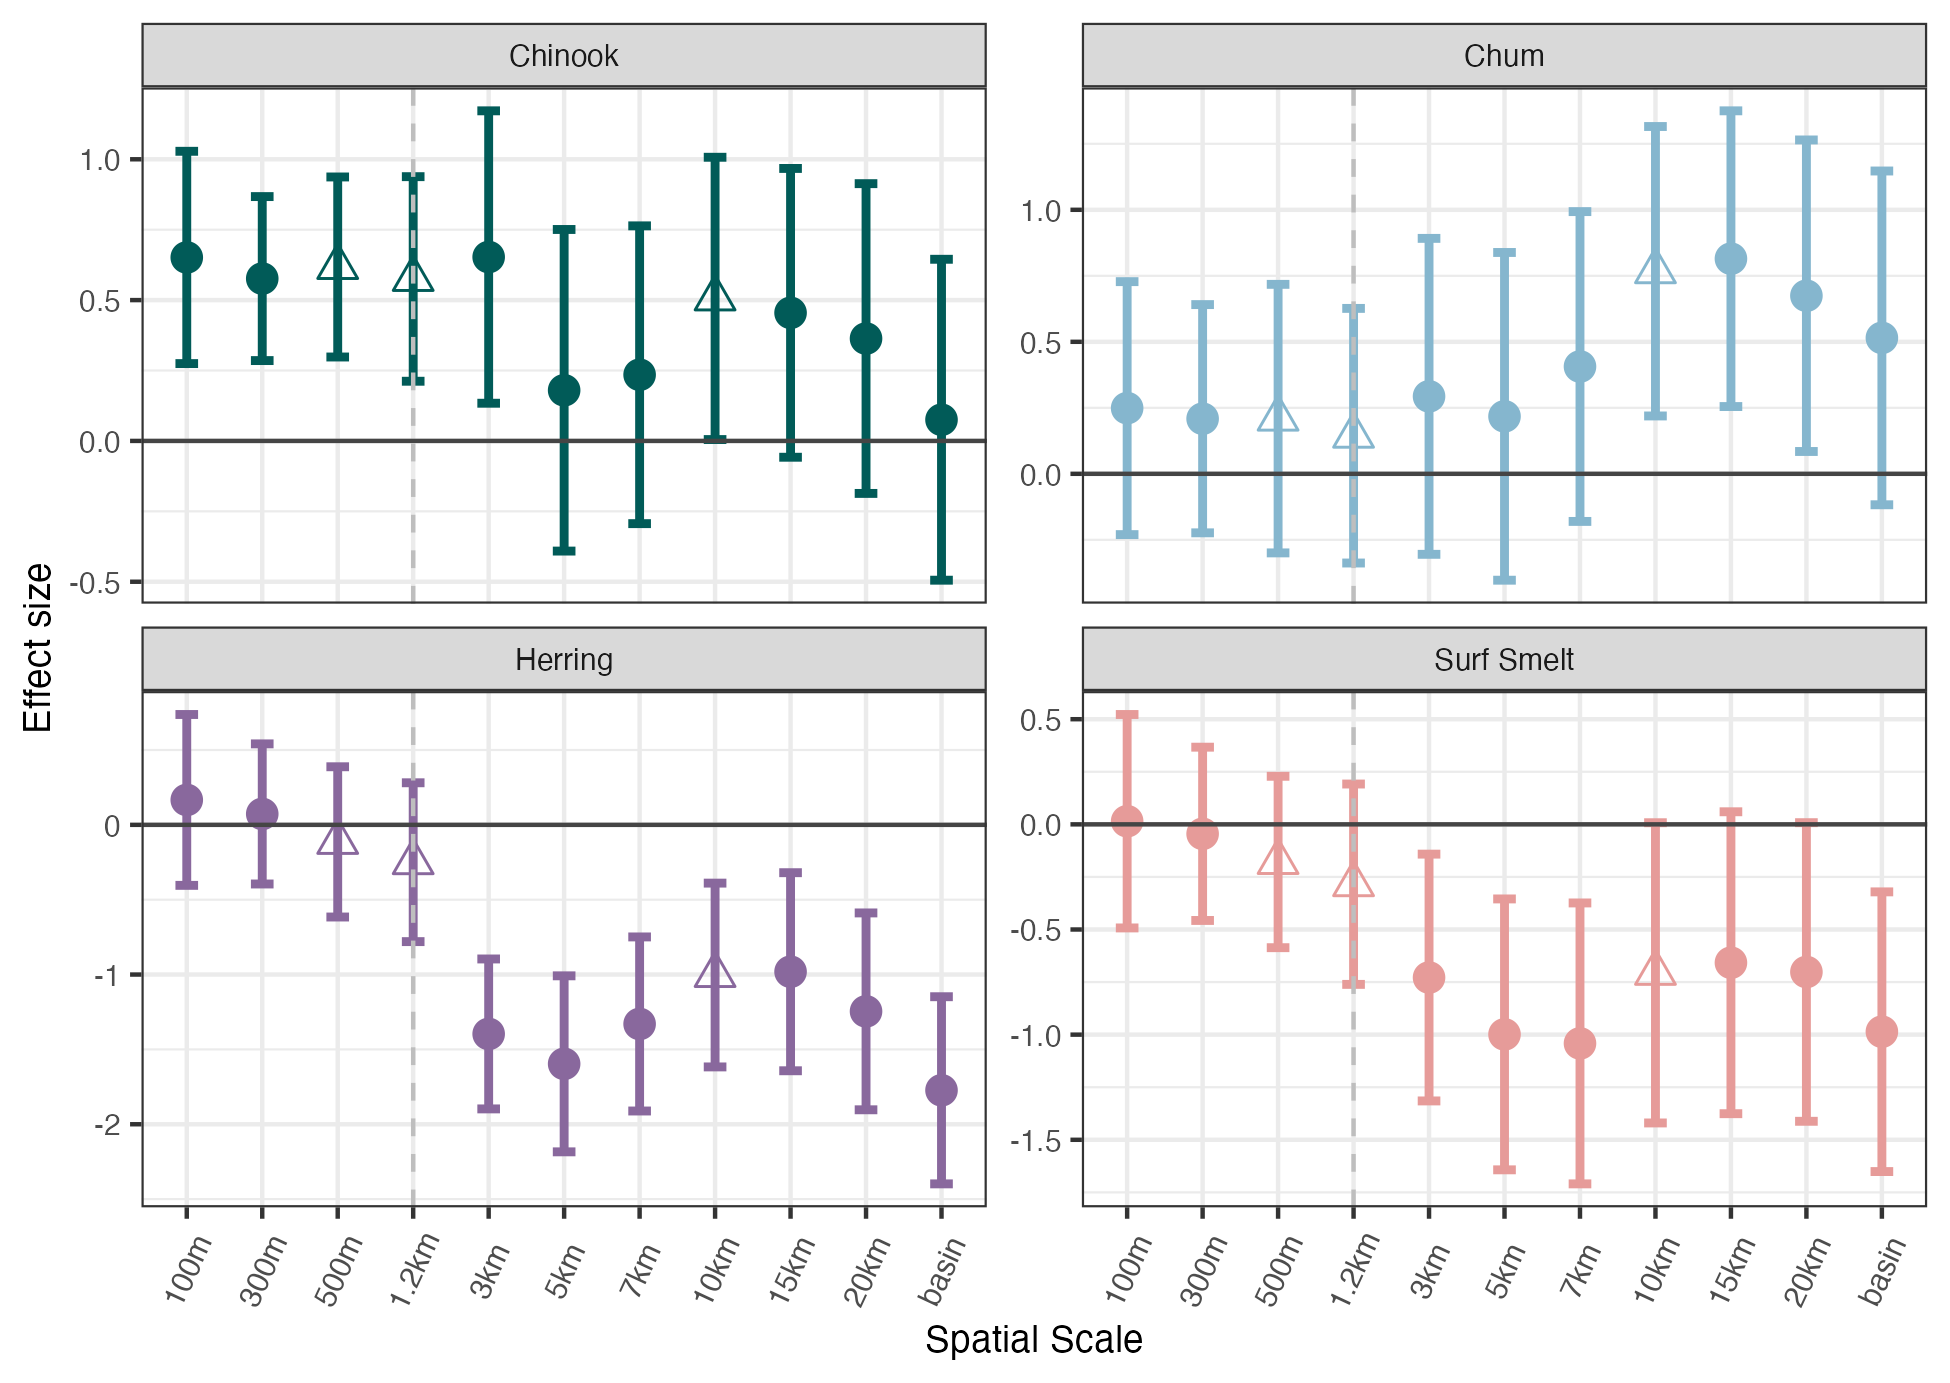 Chinook
Chum
1.0
0.5
0.0
-0.5
1.0
0.5
0.0
Effect size
Herring
Surf Smelt
0
-1
-2
0.5
0.0
-0.5
-1.0
-1.5
100m 300m 500m 1.2km 3km 5km 7km 10km 15km 20km basin
100m 300m 500m 1.2km 3km 5km 7km 10km 15km 20km basin
Spatial Scale